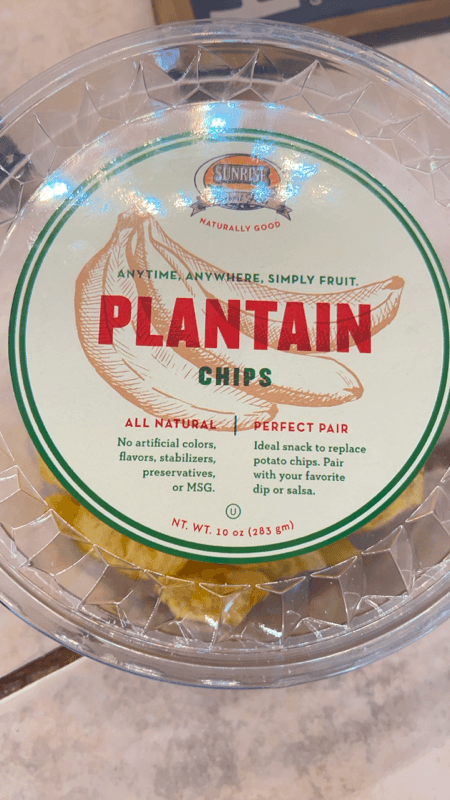 SUNRISE
NATURALLY GOOD
ANYTIME, ANYWHERE, SIMPLY FRUIT.
PLANTAIN
CHIPS
ALL NATURAL
No artificial colors,
flavors, stabilizers,
preservatives,
or MSG.
PERFECT PAIR
Ideal snack to replace
potato chips. Pair
with your favorite
dip or salsa.
U
NT. WT. 10 oz (283 gm)